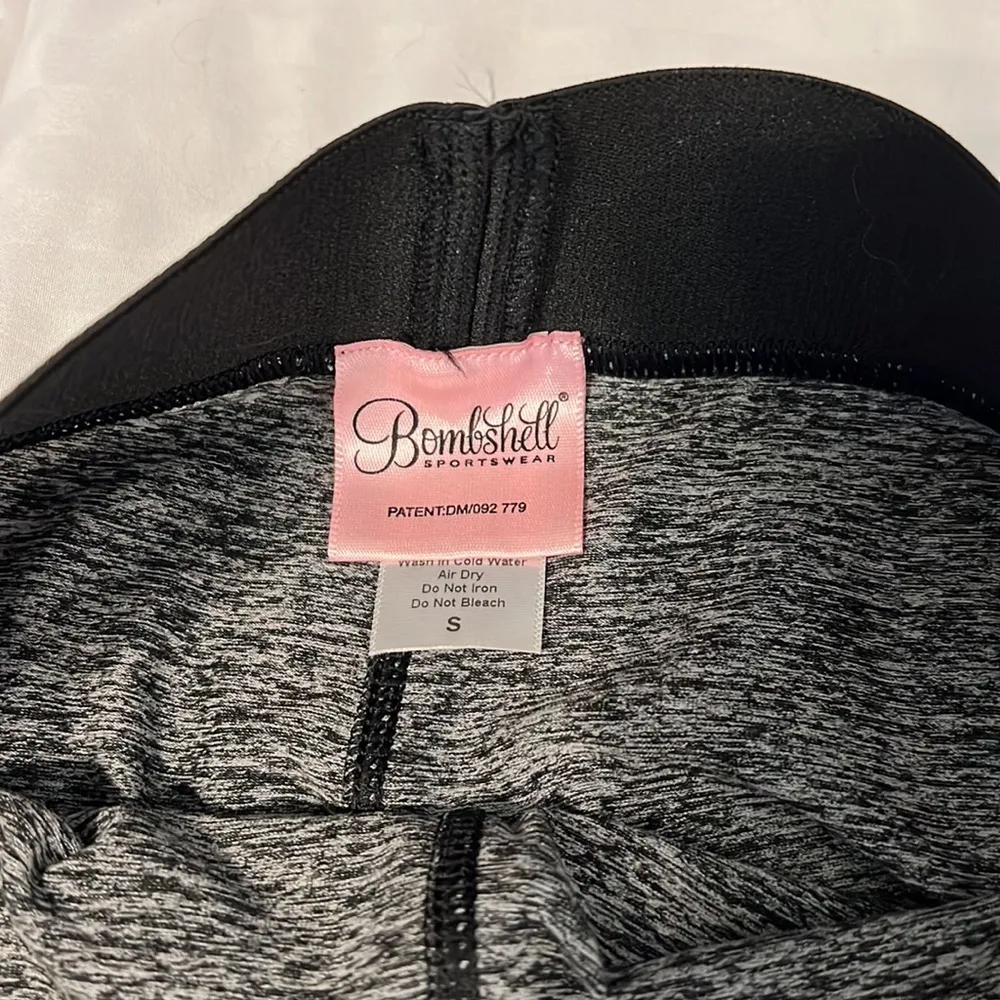 Bombshell®
SPORTSWEAR
PATENT:DM/092 779
Wash in Cold Water
Air Dry
Do Not Iron
Do Not Bleach
S